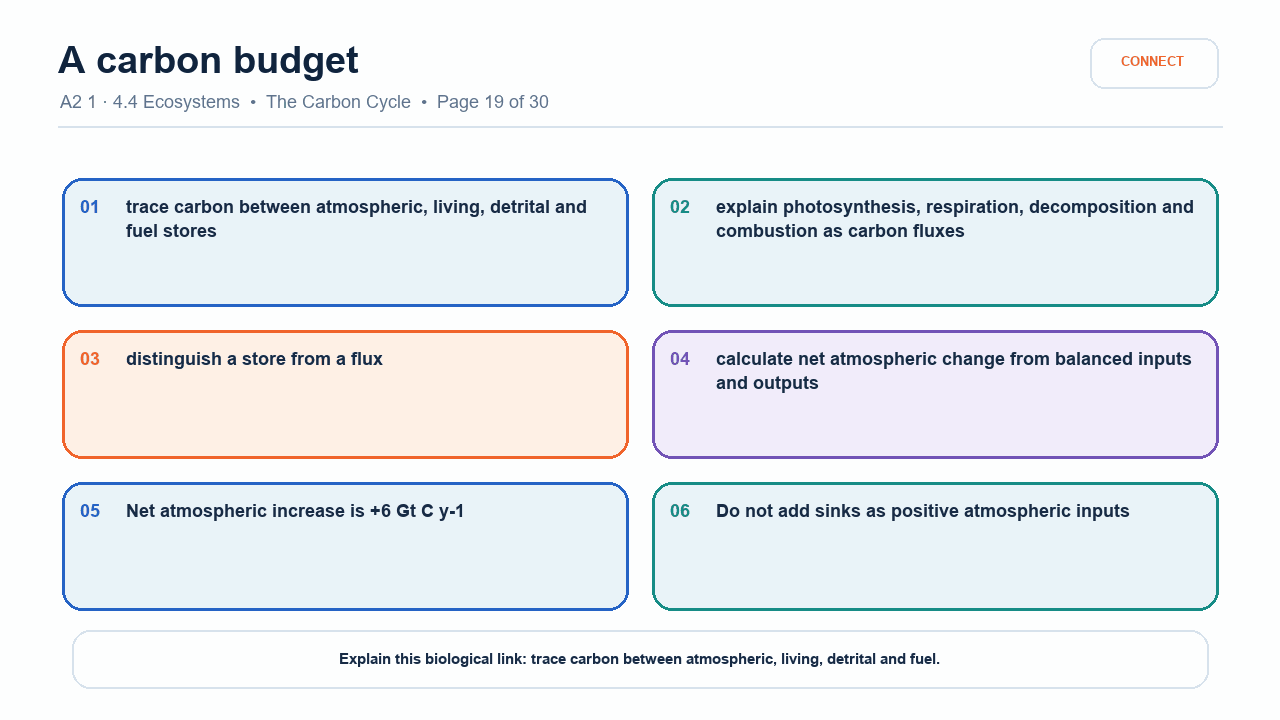 A carbon budget
CONNECT
A2 1 · 4.4 Ecosystems • The Carbon Cycle • Page 19 of 30
01 trace carbon between atmospheric, living, detrital and
fuel stores
02 explain photosynthesis, respiration, decomposition and
combustion as carbon fluxes
03 distinguish a store from a flux
04 calculate net atmospheric change from balanced inputs
and outputs
05 Net atmospheric increase is +6 Gt C y-1
06 Do not add sinks as positive atmospheric inputs
Explain this biological link: trace carbon between atmospheric, living, detrital and fuel.